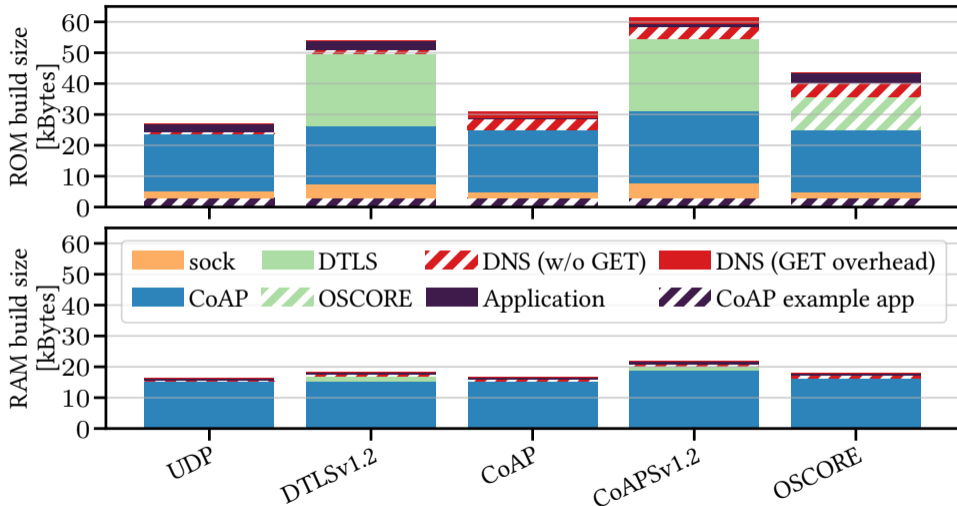 ROM build size
[kBytes]
60
50
40
30
20
10
0
RAM build size
[kBytes]
60
50
40
30
20
10
0
sock
DTLS
DNS (w/o GET)
DNS (GET overhead)
CoAP
OSCORE
Application
CoAP example app
UDP
DTLSv1.2
CoAP
CoAPSv1.2
OSCORE